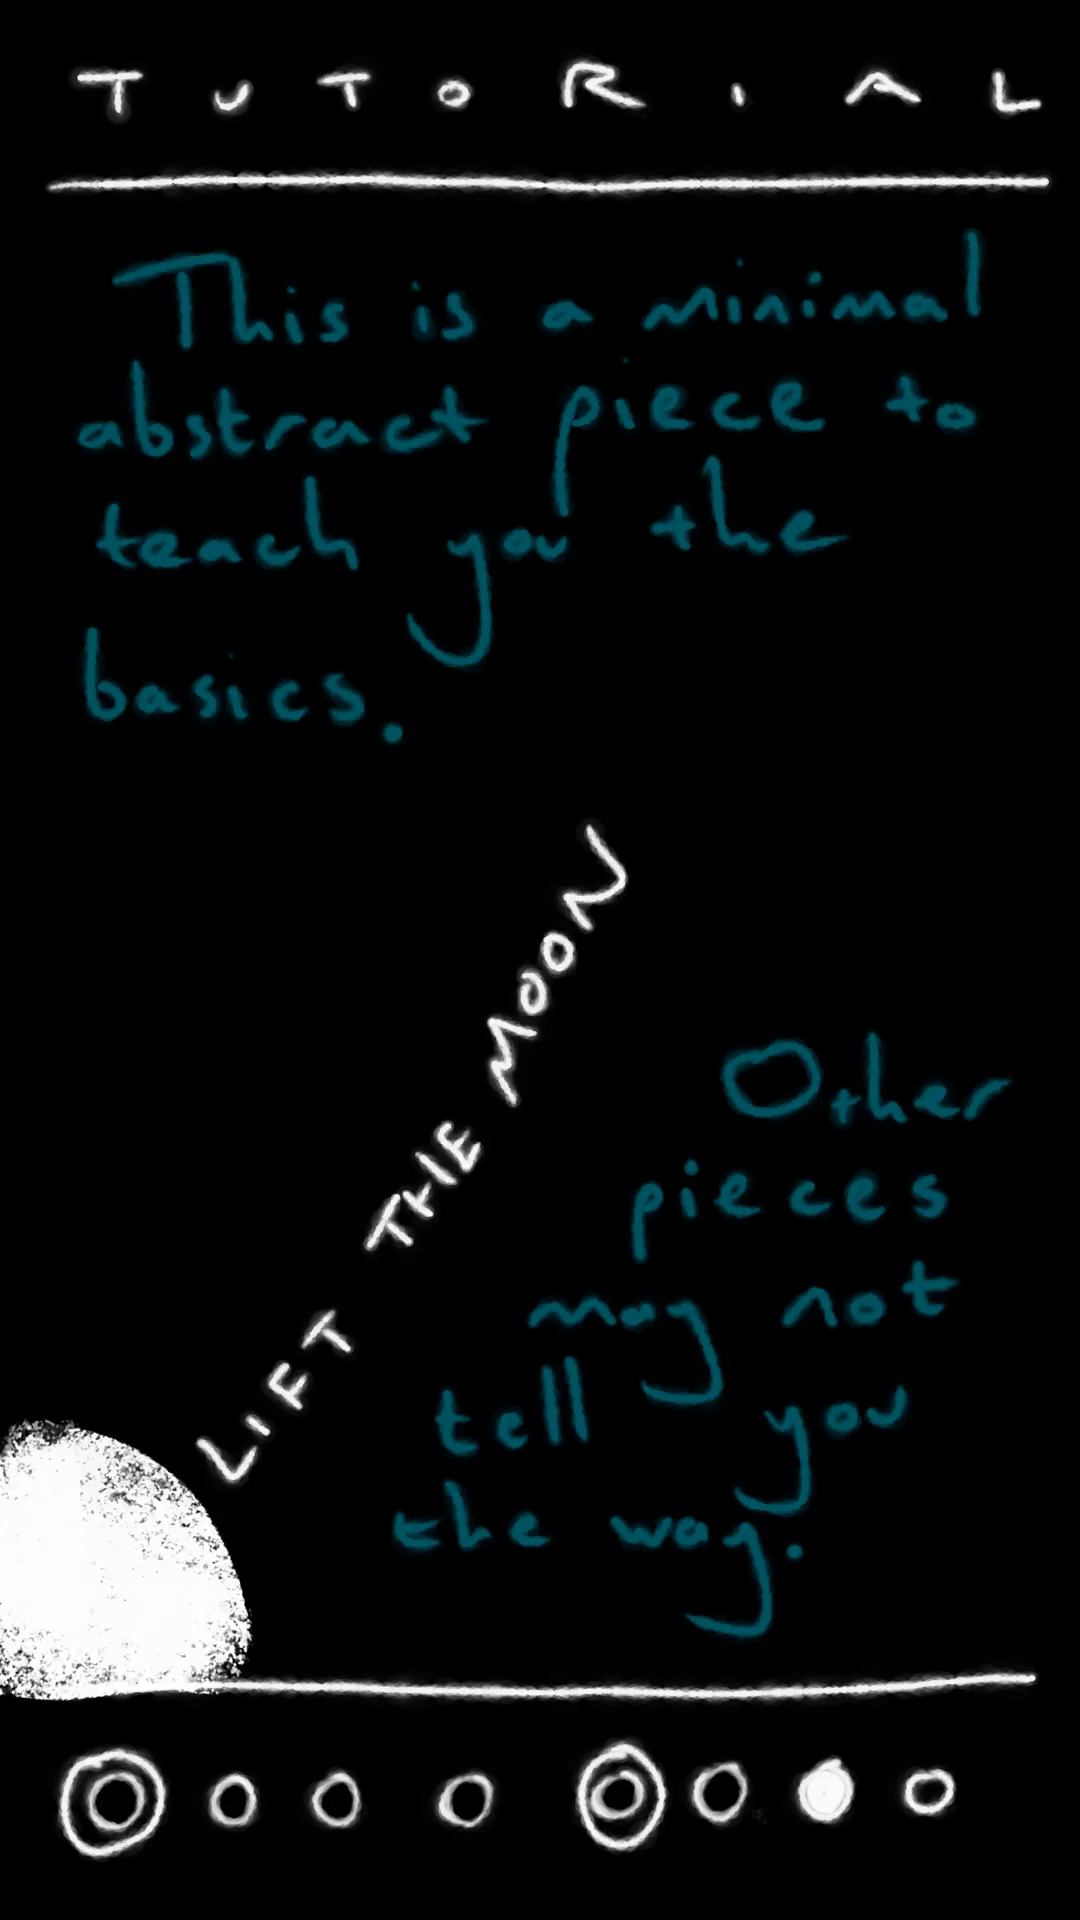 TUTORIAL
This is a minimal
abstract piece to
teach you the
basics.
LIFT THE MOON
Other
pieces
may not
tell you
the way.